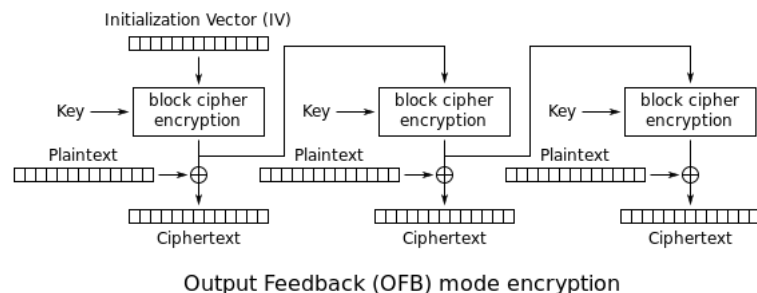 Initialization Vector (IV)
Key
block cipher
encryption
Key
block cipher
encryption
Key
block cipher
encryption
Plaintext
Plaintext
Plaintext
Ciphertext
Ciphertext
Ciphertext
Output Feedback (OFB) mode encryption